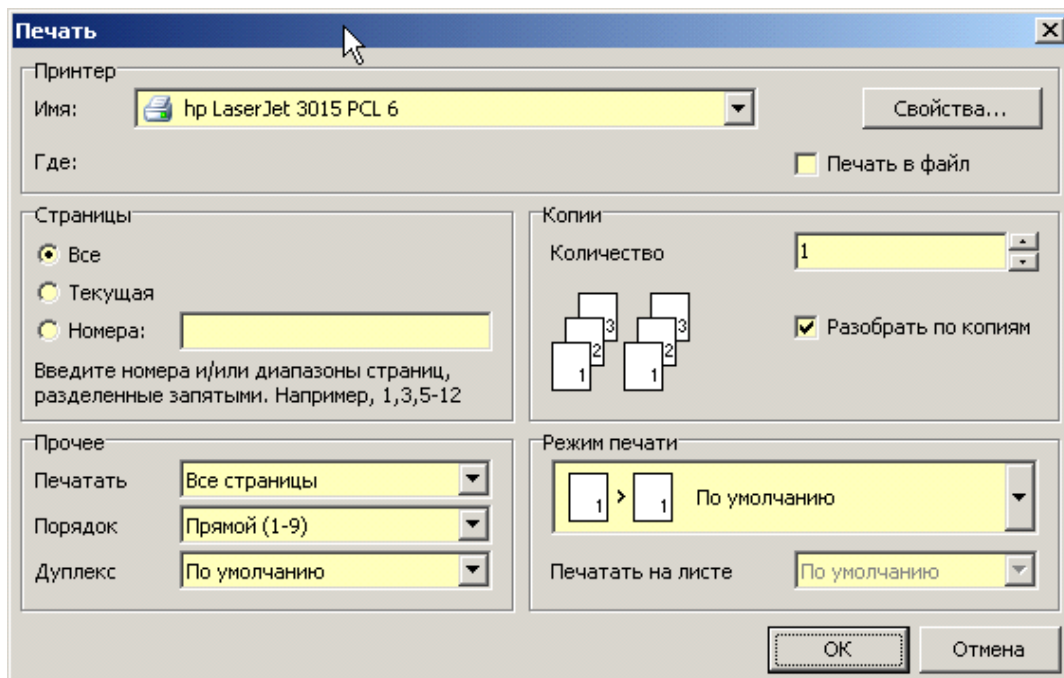 Печать
Принтер
Имя: hp LaserJet 3015 PCL 6 Свойства...
Где: Печать в файл
Страницы
Все
Текущая
Номера:
Введите номера и/или диапазоны страниц,
разделенные запятыми. Например, 1,3,5-12
Копии
Количество 1
3 3
2 2
1 1
Разобрать по копиям
Прочее
Печатать Все страницы
Порядок Прямой (1-9)
Дуплекс По умолчанию
Режим печати
1 > 1 По умолчанию
Печатать на листе По умолчанию
OK Отмена